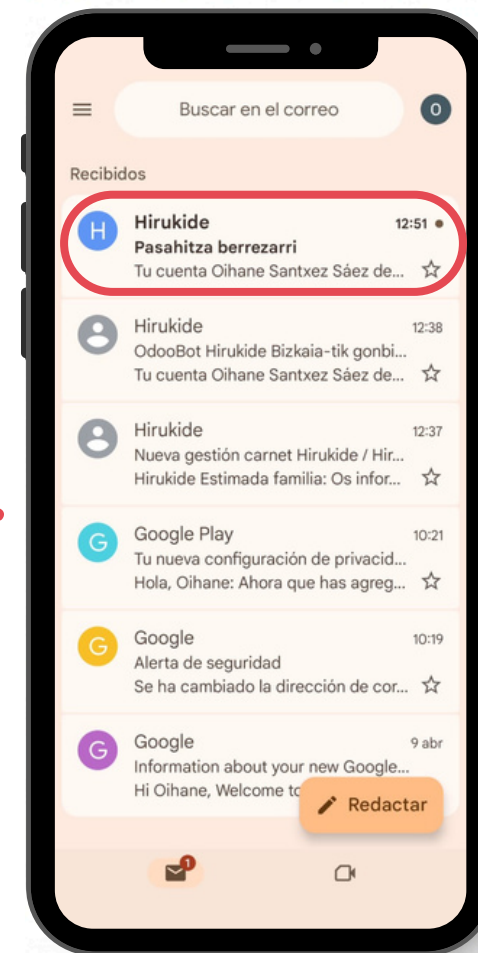 Buscar en el correo
O
Recibidos
H
Hirukide
12:51
Pasahitza berrezarri
Tu cuenta Oihane Santxez Sáez de...
Hirukide
12:38
OdooBot Hirukide Bizkaia-tik gonbi...
Tu cuenta Oihane Santxez Sáez de...
Hirukide
12:37
Nueva gestión carnet Hirukide / Hir...
Hirukide Estimada familia: Os infor...
G
Google Play
10:21
Tu nueva configuración de privacid...
Hola, Oihane: Ahora que has agreg...
G
Google
10:19
Alerta de seguridad
Se ha cambiado la dirección de cor...
G
Google
9 abr
Information about your new Google...
Hi Oihane, Welcome to
Redactar
1